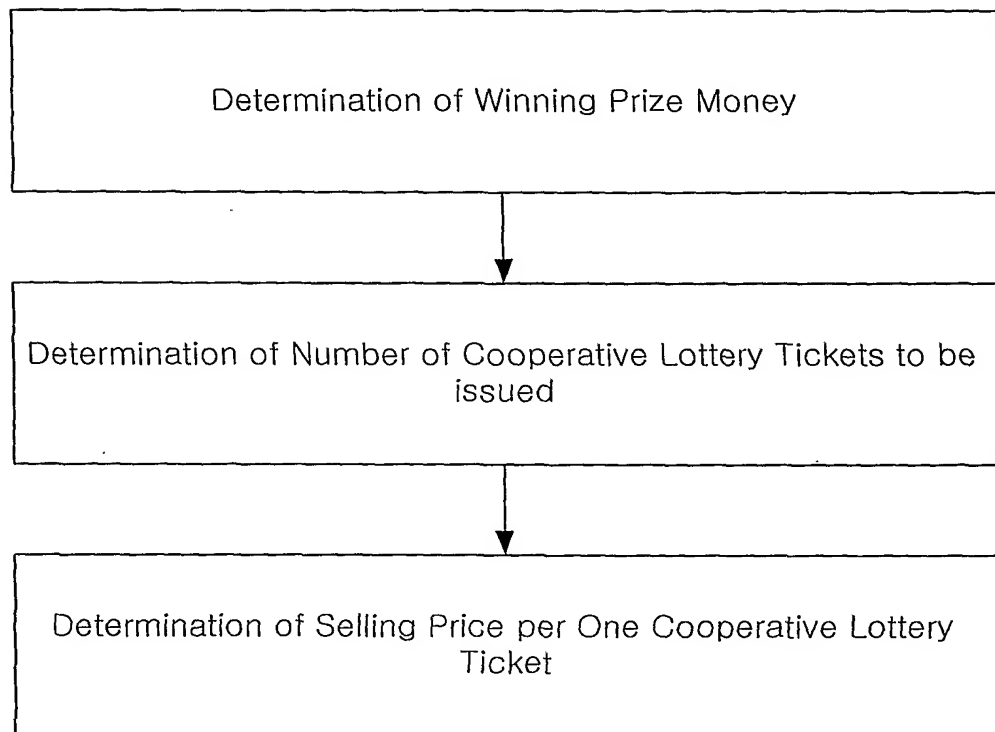 Determination of Winning Prize Money
Determination of Number of Cooperative Lottery Tickets to be
issued
Determination of Selling Price per One Cooperative Lottery
Ticket